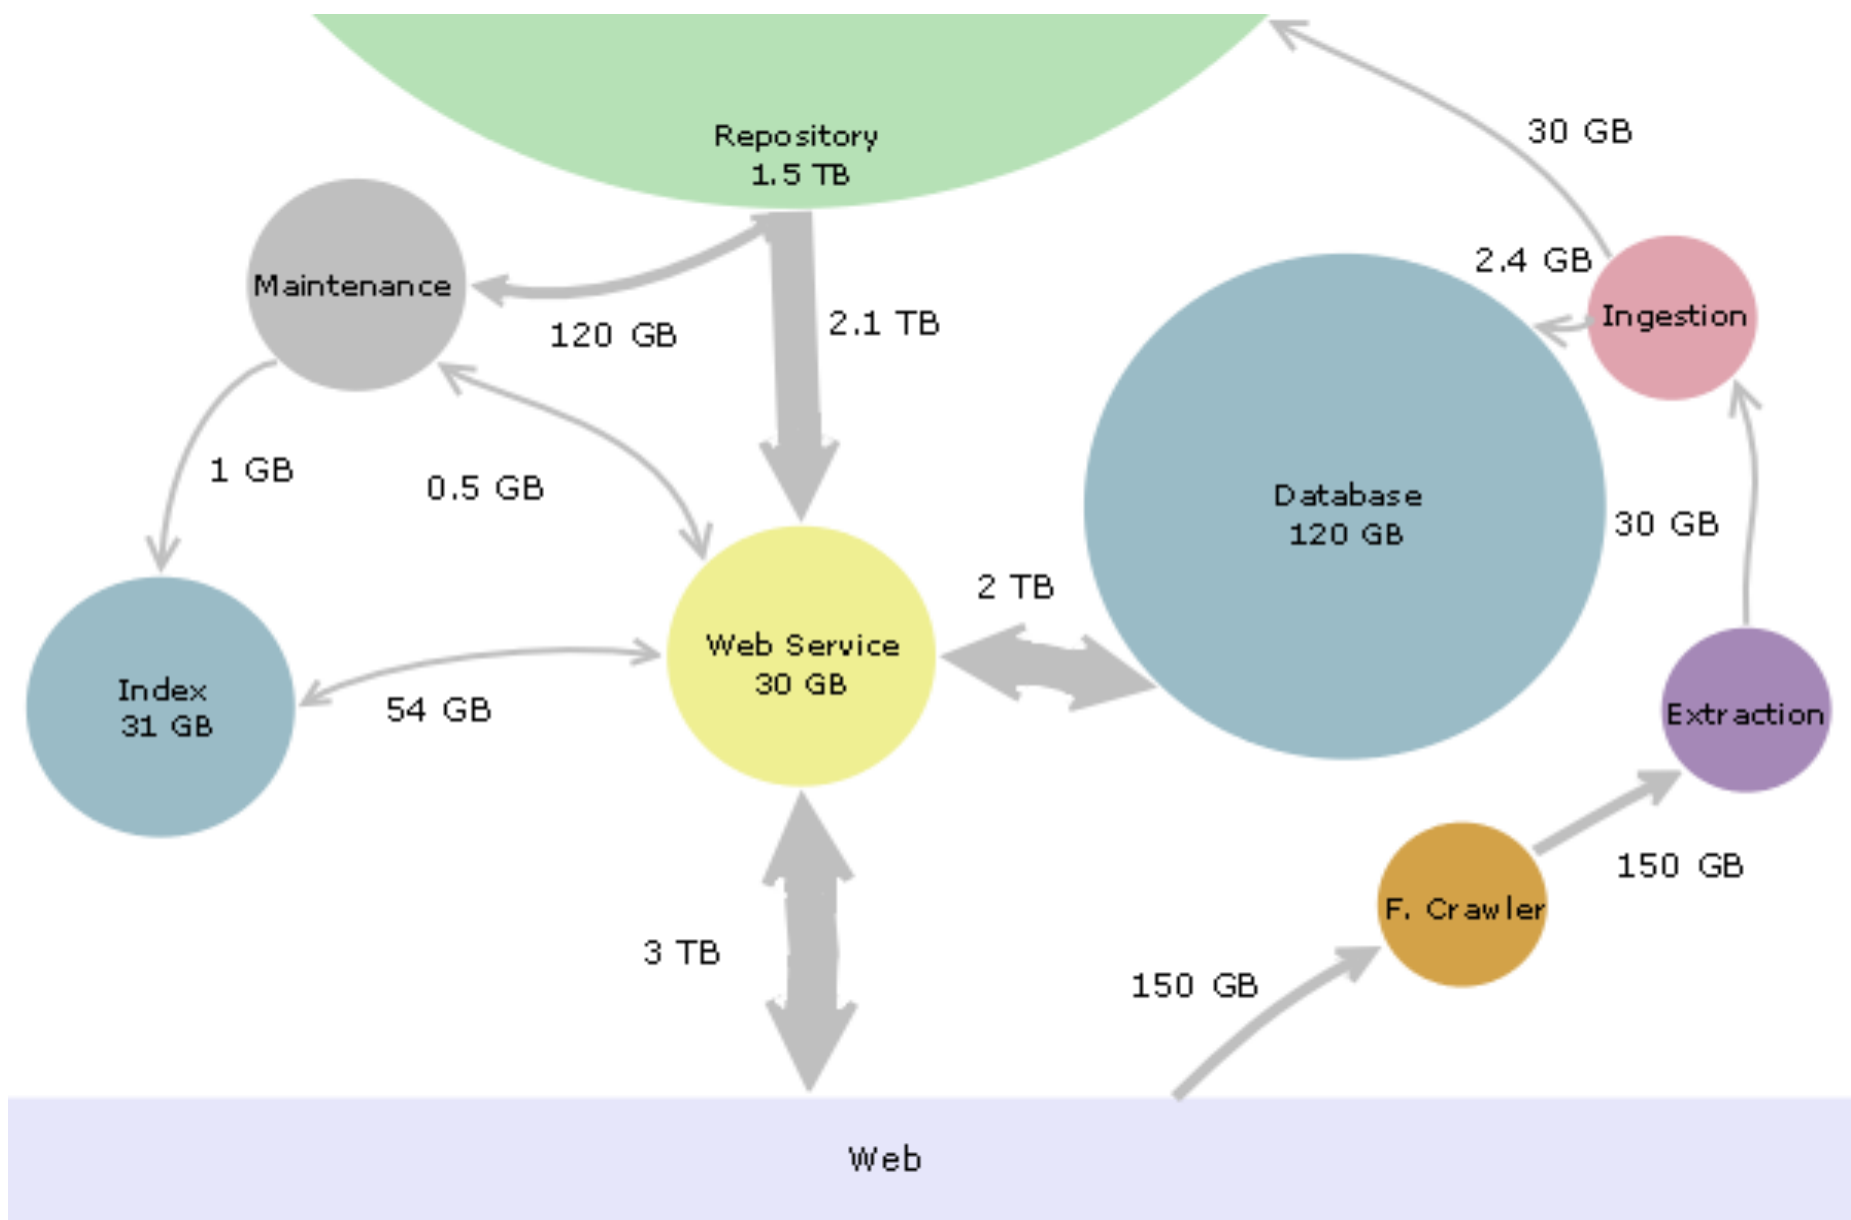 Repository
1.5 TB
30 GB
2.4 GB
Maintenance
120 GB
2.1 TB
Ingestion
1 GB
0.5 GB
Database
120 GB
30 GB
2 TB
Web Service
30 GB
Index
31 GB
54 GB
Extraction
150 GB
F. Crawler
3 TB
150 GB
Web